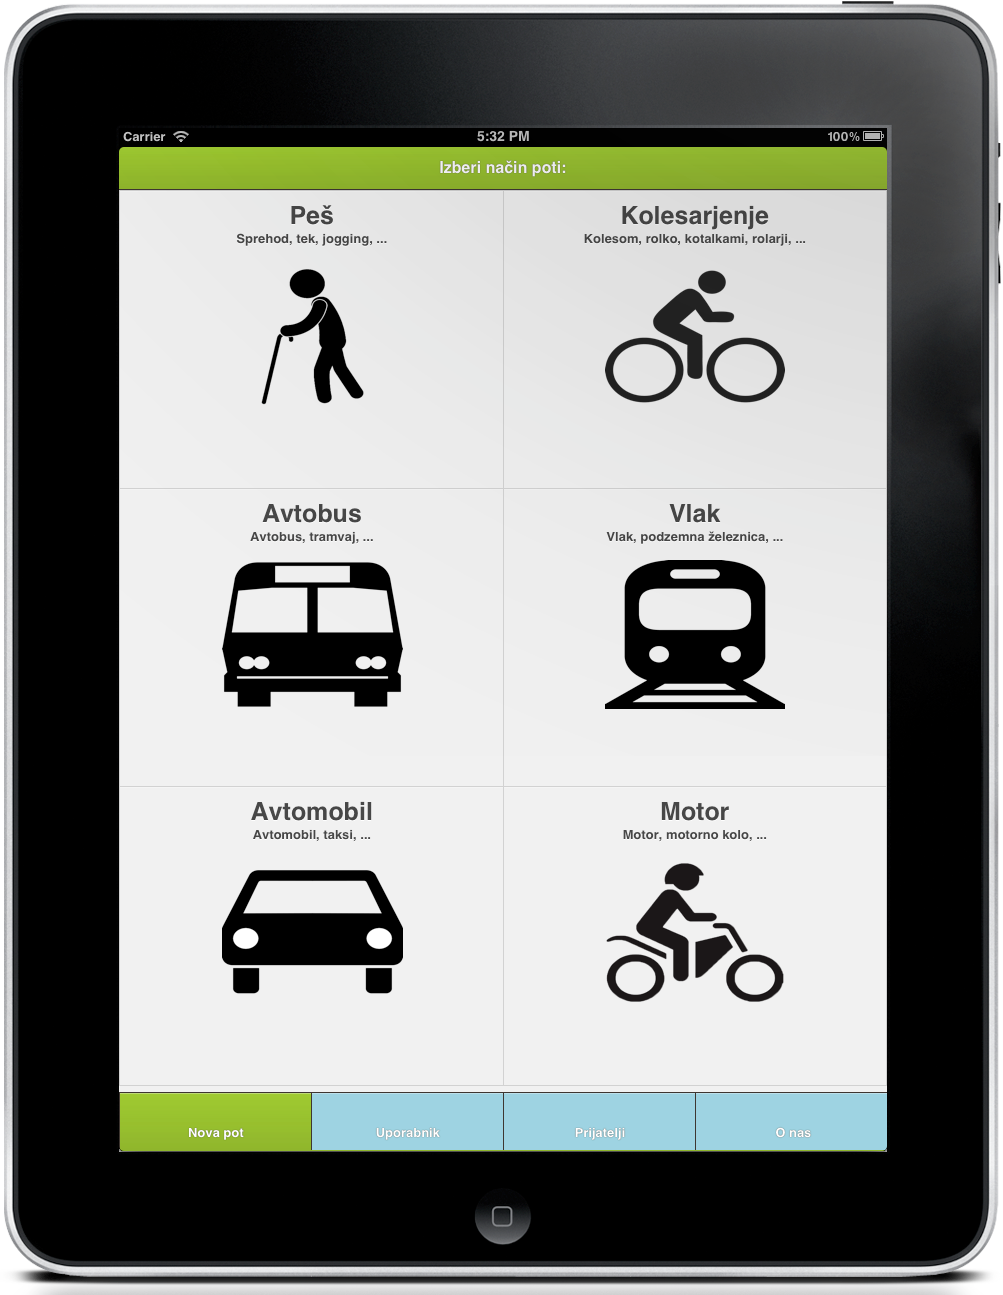 Carrier 5:32 PM 100%
Izberi način poti:
Peš
Sprehod, tek, jogging, ...
Kolesarjenje
Kolesom, rolko, kotalkami, rolarji, ...
Avtobus
Avtobus, tramvaj, ...
Vlak
Vlak, podzemna železnica, ...
Avtomobil
Avtomobil, taksi, ...
Motor
Motor, motorno kolo, ...
Nova pot Uporabnik Prijatelji O nas